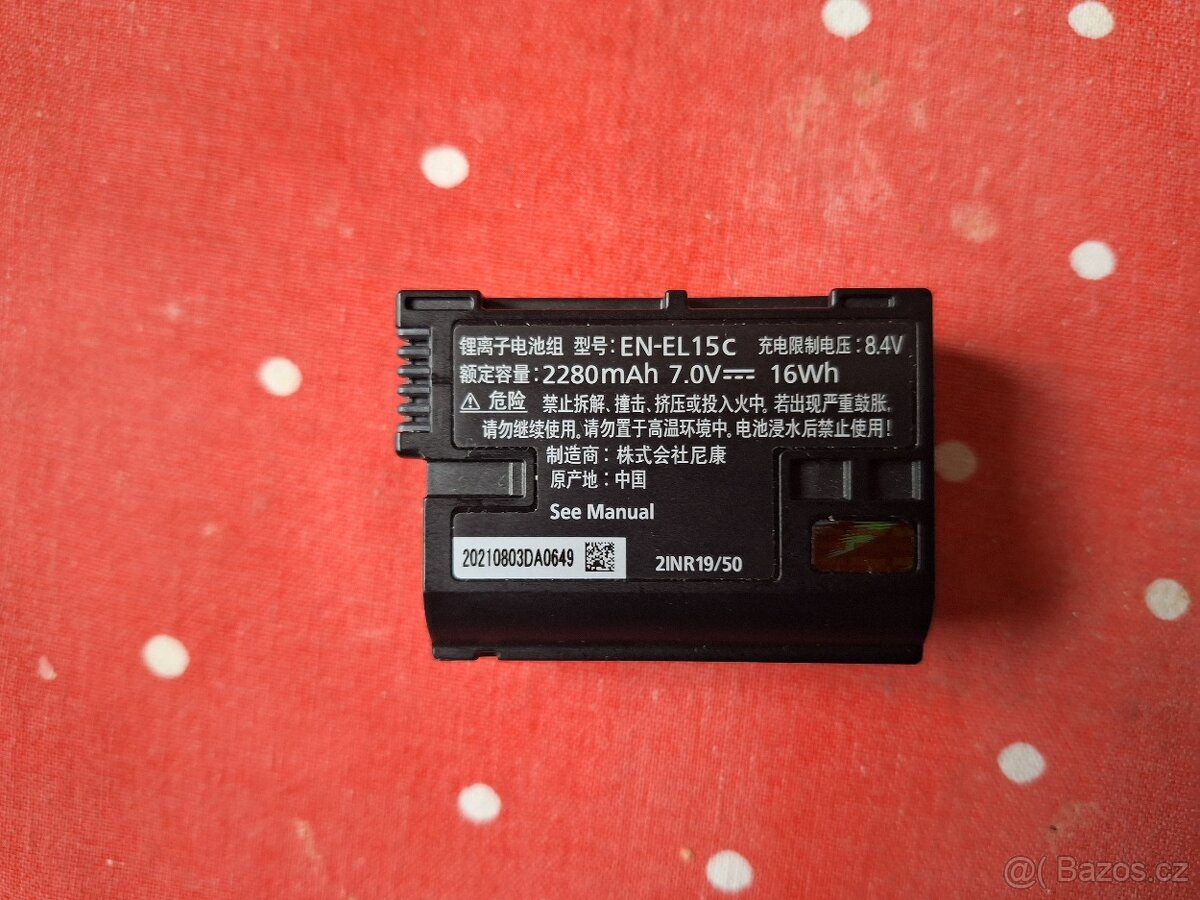 锂离子电池组 型号：EN-EL15c 充电限制电压：8.4V
额定容量：2280mAh 7.0V⎓ 16Wh
⚠危险 禁止拆解、撞击、挤压或投入火中。若出现严重鼓胀，
请勿继续使用。请勿置于高温环境中。电池浸水后禁止使用！
制造商：株式会社尼康
原产地：中国
See Manual
20210803DA0649
2INR19/50
@( Bazos.cz